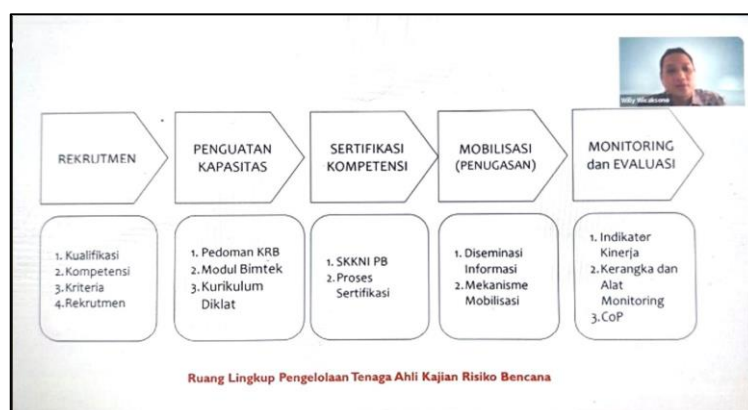 Willy Wicaksono
REKRUTMEN
PENGUATAN
KAPASITAS
SERTIFIKASI
KOMPETENSI
MOBILISASI
(PENUGASAN)
MONITORING
dan EVALUASI
1. Kualifikasi
2. Kompetensi
3. Kriteria
4. Rekrutmen
1. Pedoman KRB
2. Modul Bimtek
3. Kurikulum
Diklat
1. SKKNI PB
2. Proses
Sertifikasi
1. Diseminasi
Informasi
2. Mekanisme
Mobilisasi
1. Indikator
Kinerja
2. Kerangka dan
Alat
Monitoring
3. CoP
Ruang Lingkup Pengelolaan Tenaga Ahli Kajian Risiko Bencana